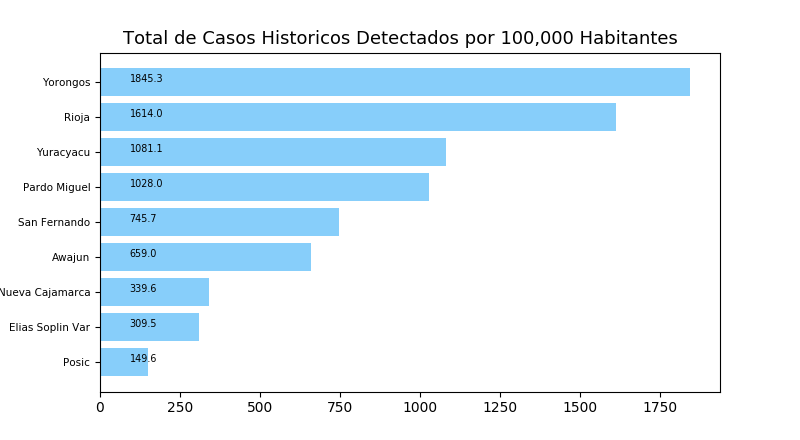 Total de Casos Historicos Detectados por 100,000 Habitantes
Yorongos 1845.3
Rioja 1614.0
Yuracyacu 1081.1
Pardo Miguel 1028.0
San Fernando 745.7
Awajun 659.0
Nueva Cajamarca 339.6
Elias Soplin Var 309.5
Posic 149.6
0 250 500 750 1000 1250 1500 1750